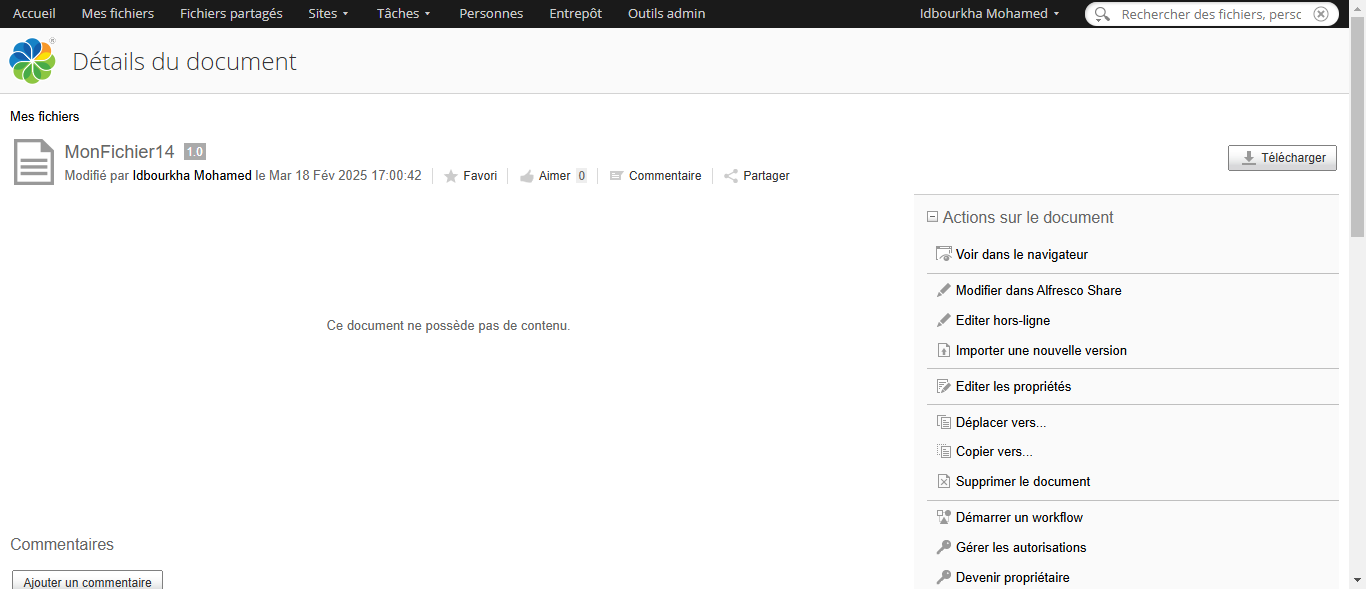 Accueil Mes fichiers Fichiers partagés Sites Tâches Personnes Entrepôt Outils admin Idbourkha Mohamed Rechercher des fichiers, persc
Détails du document
Mes fichiers
MonFichier14 1.0
Télécharger
Modifié par Idbourkha Mohamed le Mar 18 Fév 2025 17:00:42 Favori Aimer 0 Commentaire Partager
Actions sur le document
Voir dans le navigateur
Modifier dans Alfresco Share
Editer hors-ligne
Ce document ne possède pas de contenu.
Importer une nouvelle version
Editer les propriétés
Déplacer vers...
Copier vers...
Supprimer le document
Démarrer un workflow
Gérer les autorisations
Devenir propriétaire
Commentaires
Ajouter un commentaire